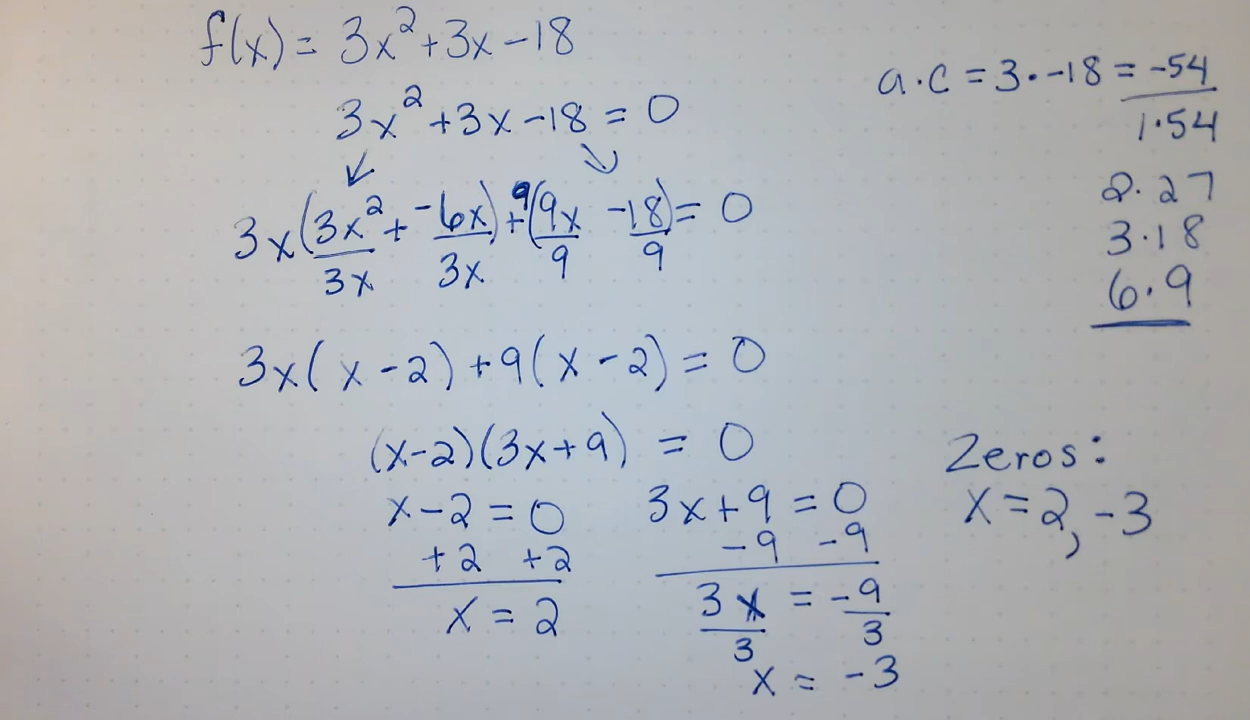 f(x) = 3x² + 3x - 18
3x² + 3x - 18 = 0
↙ ↘
3x(3x²/3x + -6x/3x) + 9(9x/9 - 18/9) = 0
3x(x - 2) + 9(x - 2) = 0
(x-2)(3x+9) = 0
x - 2 = 0
+2 +2
x = 2
3x + 9 = 0
-9 -9
3x/3 = -9/3
x = -3
a·c = 3·-18 = -54
1·54
2·27
3·18
6·9
Zeros:
x = 2, -3